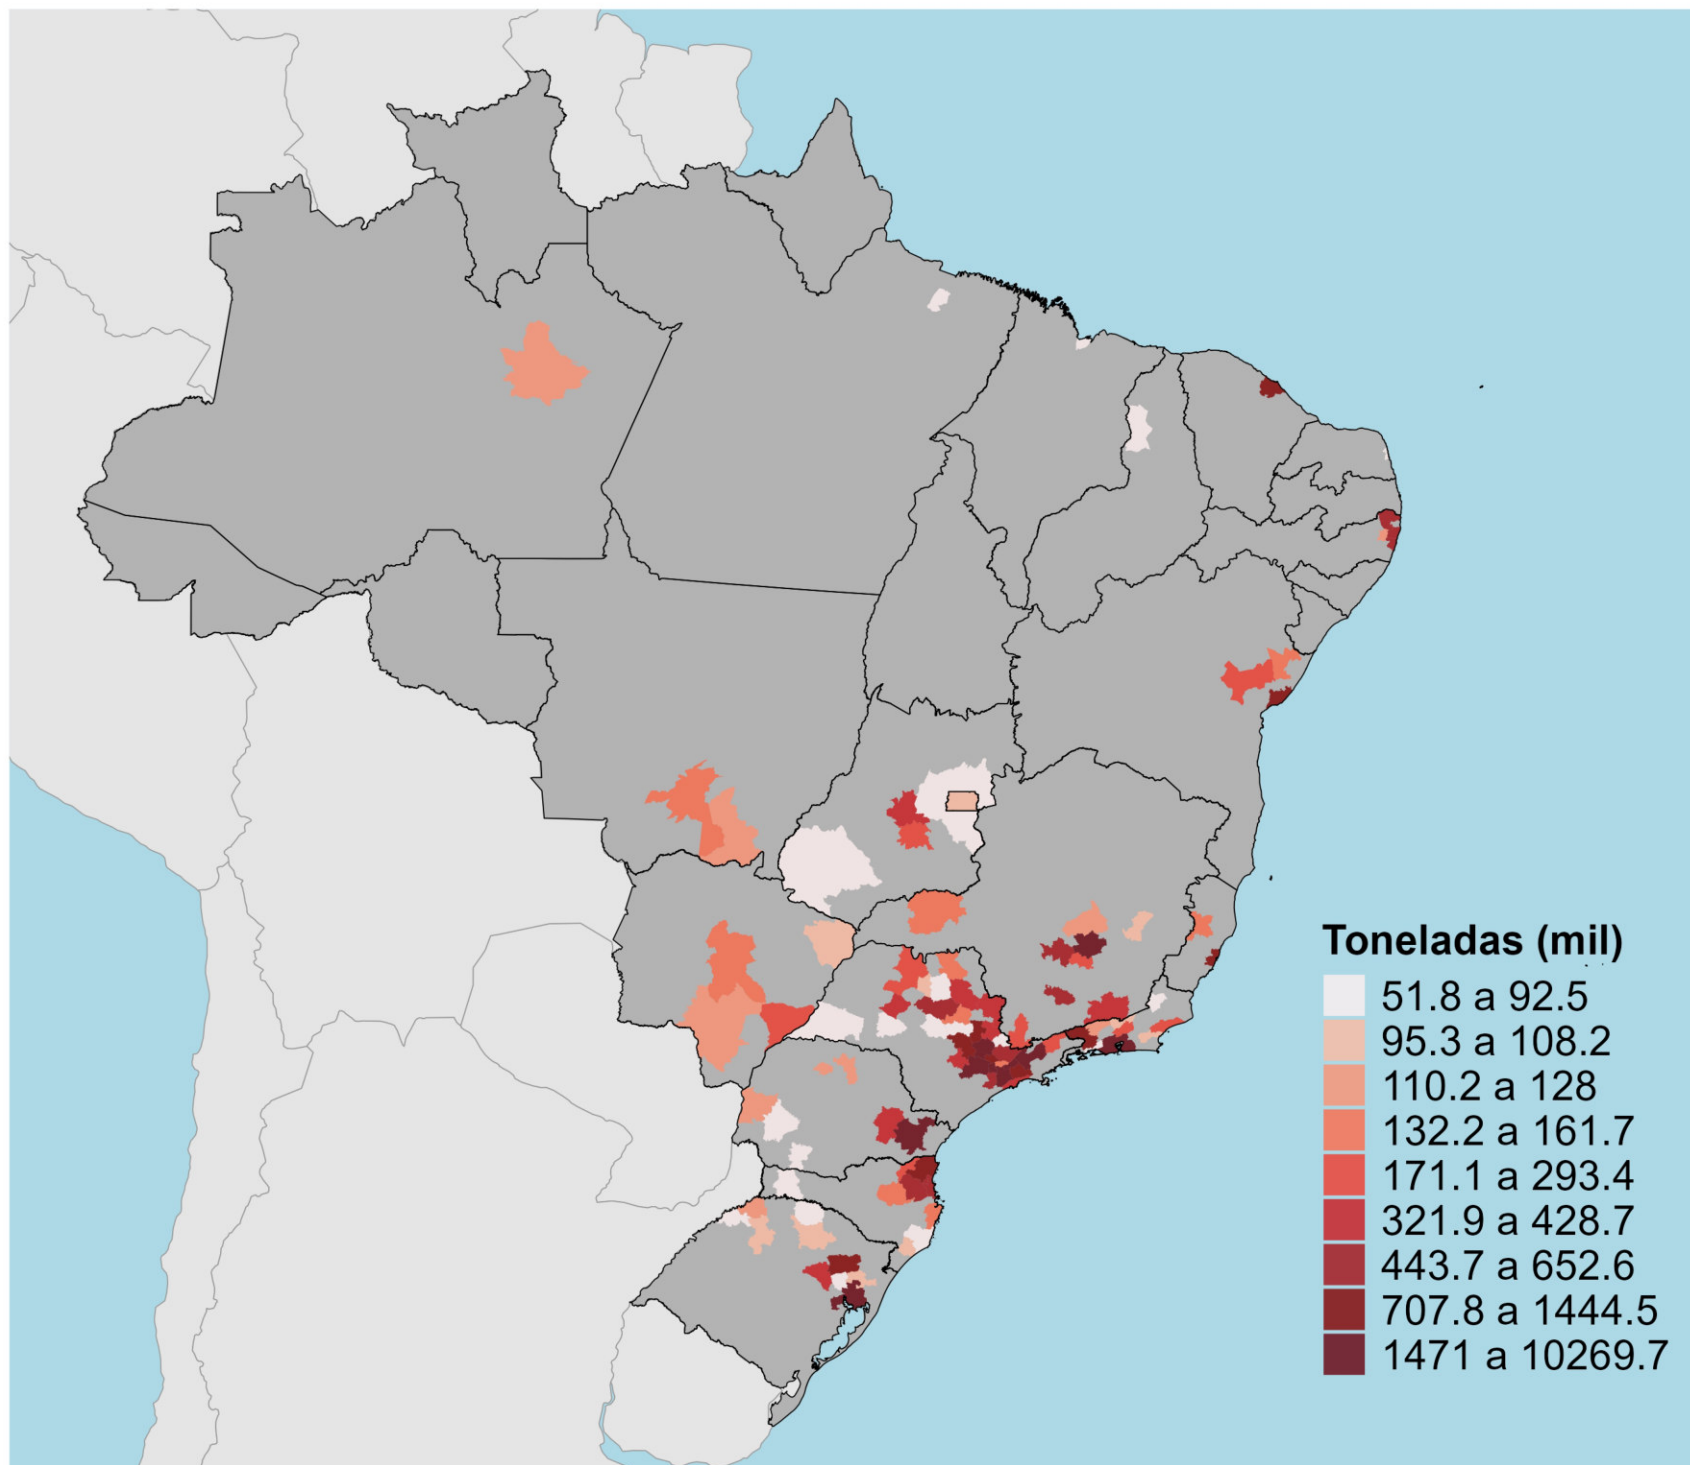 Toneladas (mil)
51.8 a 92.5
95.3 a 108.2
110.2 a 128
132.2 a 161.7
171.1 a 293.4
321.9 a 428.7
443.7 a 652.6
707.8 a 1444.5
1471 a 10269.7